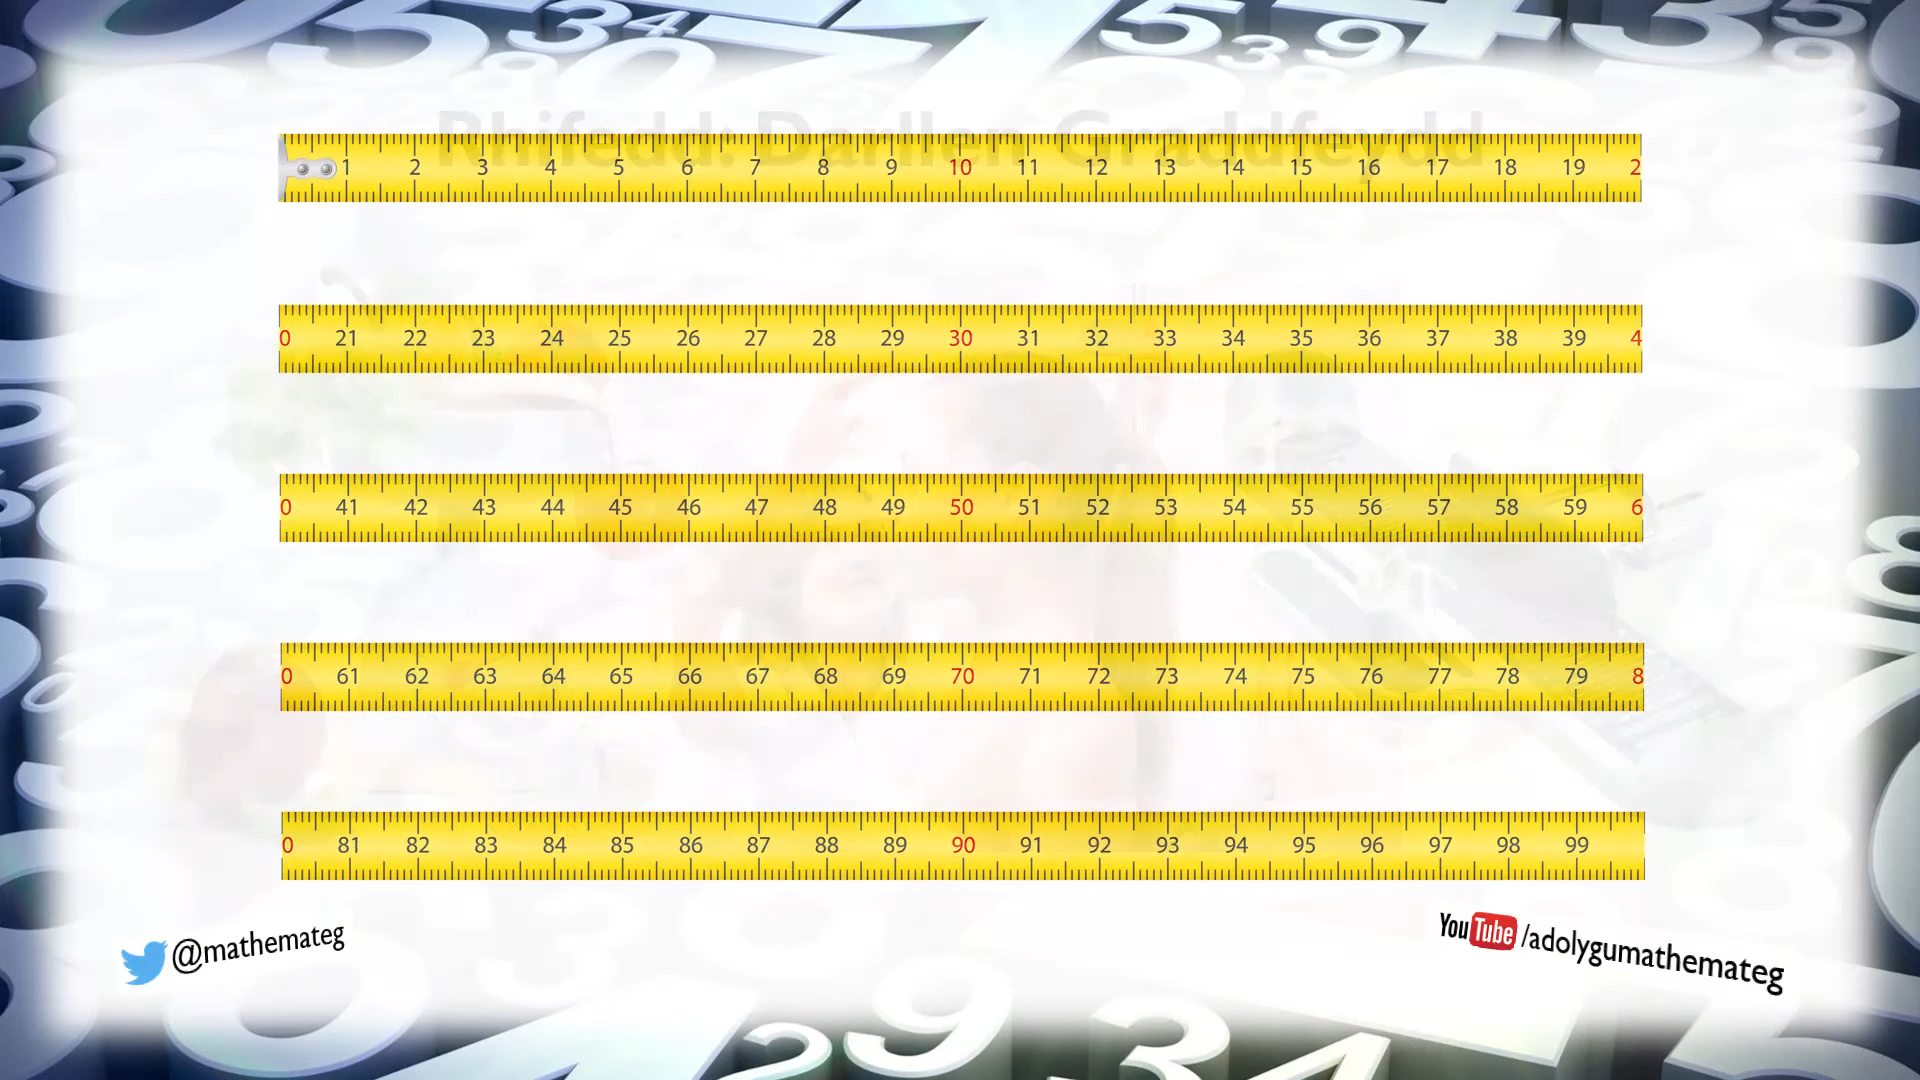 Rhifedd: Darllen Graddfeydd
1 2 3 4 5 6 7 8 9 10 11 12 13 14 15 16 17 18 19 2
0 21 22 23 24 25 26 27 28 29 30 31 32 33 34 35 36 37 38 39 4
0 41 42 43 44 45 46 47 48 49 50 51 52 53 54 55 56 57 58 59 6
0 61 62 63 64 65 66 67 68 69 70 71 72 73 74 75 76 77 78 79 8
0 81 82 83 84 85 86 87 88 89 90 91 92 93 94 95 96 97 98 99
@mathemateg
YouTube /adolygumathemateg